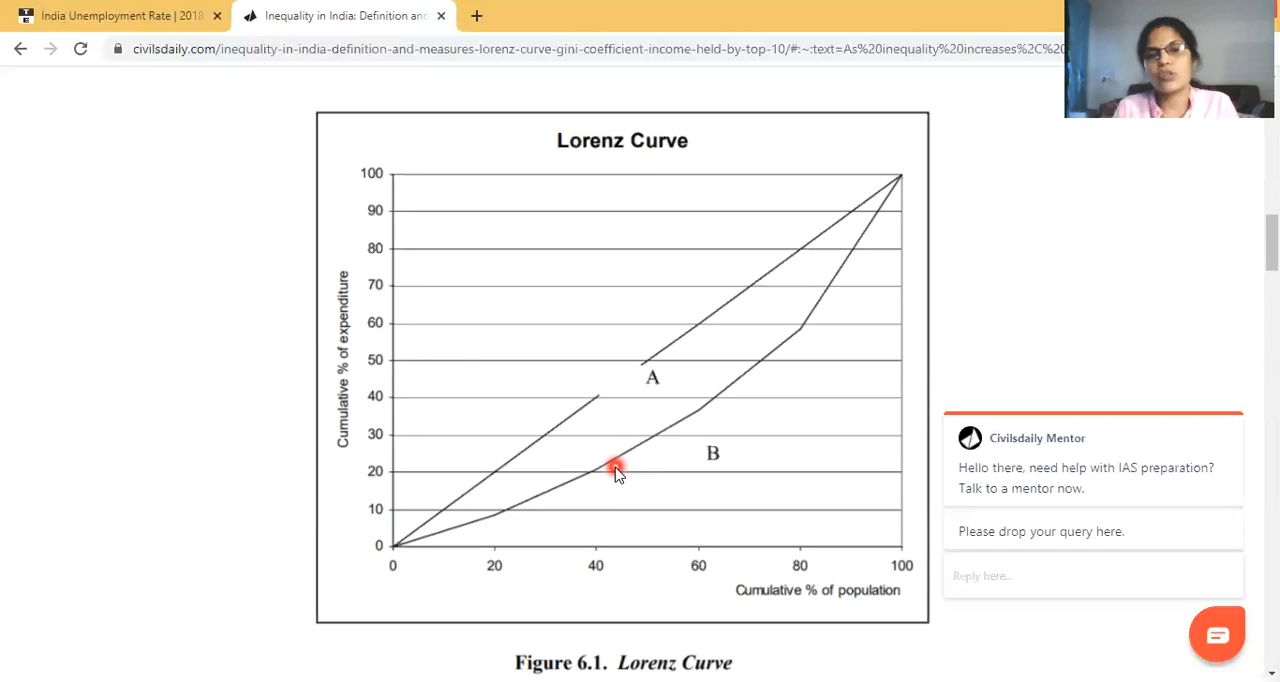 India Unemployment Rate | 2018
Inequality in India: Definition and
civilsdaily.com/inequality-in-india-definition-and-measures-lorenz-curve-gini-coefficient-income-held-by-top-10/#:~:text=As%20inequality%20increases%2C%20
Lorenz Curve
100
90
80
70
60
50
40
30
20
10
0
Cumulative % of expenditure
A
B
0 20 40 60 80 100
Cumulative % of population
Figure 6.1. Lorenz Curve
Civilsdaily Mentor
Hello there, need help with IAS preparation?
Talk to a mentor now.
Please drop your query here.
Reply here...